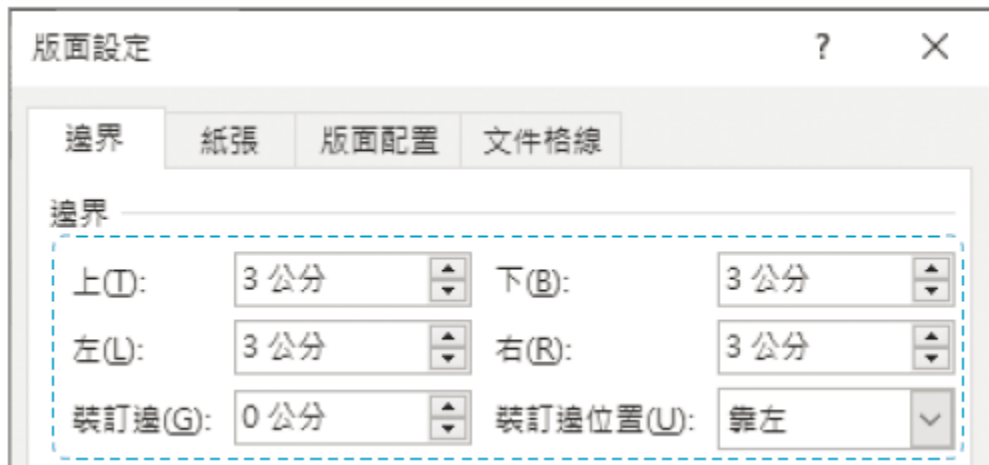 版面設定 ?
邊界 紙張 版面配置 文件格線
邊界
上(T): 3 公分 下(B): 3 公分
左(L): 3 公分 右(R): 3 公分
裝訂邊(G): 0 公分 裝訂邊位置(U): 靠左